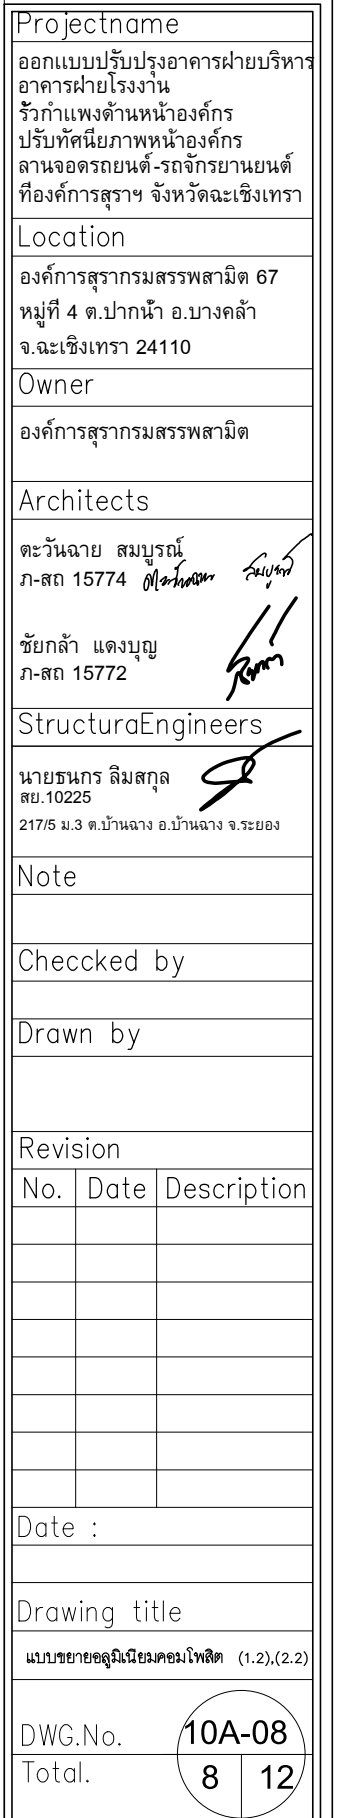 Projectname
ออกแบบปรับปรุงอาคารฝ่ายบริหาร
อาคารฝ่ายโรงงาน
รั้วกำแพงด้านหน้าองค์กร
ปรับทัศนียภาพหน้าองค์กร
ลานจอดรถยนต์-รถจักรยานยนต์
ที่องค์การสุราฯ จังหวัดฉะเชิงเทรา
Location
องค์การสุรากรมสรรพสามิต 67
หมู่ที่ 4 ต.ปากน้ำ อ.บางคล้า
จ.ฉะเชิงเทรา 24110
Owner
องค์การสุรากรมสรรพสามิต
Architects
ตะวันฉาย สมบูรณ์
ภ-สถ 15774
ชัยกล้า แดงบุญ
ภ-สถ 15772
StructuraEngineers
นายธนกร ลิ่มสกุล
สย.10225
217/5 ม.3 ต.บ้านฉาง อ.บ้านฉาง จ.ระยอง
Note
Checcked by
Drawn by
Revision
No. Date Description
Date :
Drawing title
แบบขยายอลูมิเนียมคอมโพสิต (1.2),(2.2)
DWG.No. 10A-08
Total. 8 12